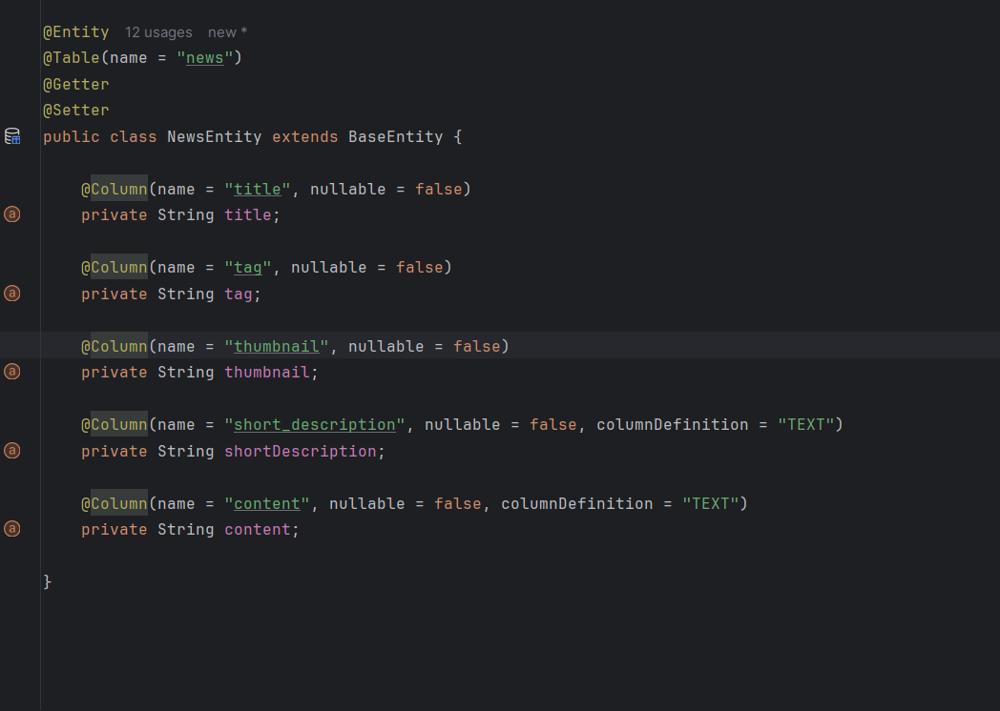 @Entity 12 usages new *
@Table(name = "news")
@Getter
@Setter
public class NewsEntity extends BaseEntity {
@Column(name = "title", nullable = false)
a
private String title;
@Column(name = "tag", nullable = false)
a
private String tag;
@Column(name = "thumbnail", nullable = false)
a
private String thumbnail;
@Column(name = "short_description", nullable = false, columnDefinition = "TEXT")
a
private String shortDescription;
@Column(name = "content", nullable = false, columnDefinition = "TEXT")
a
private String content;
}